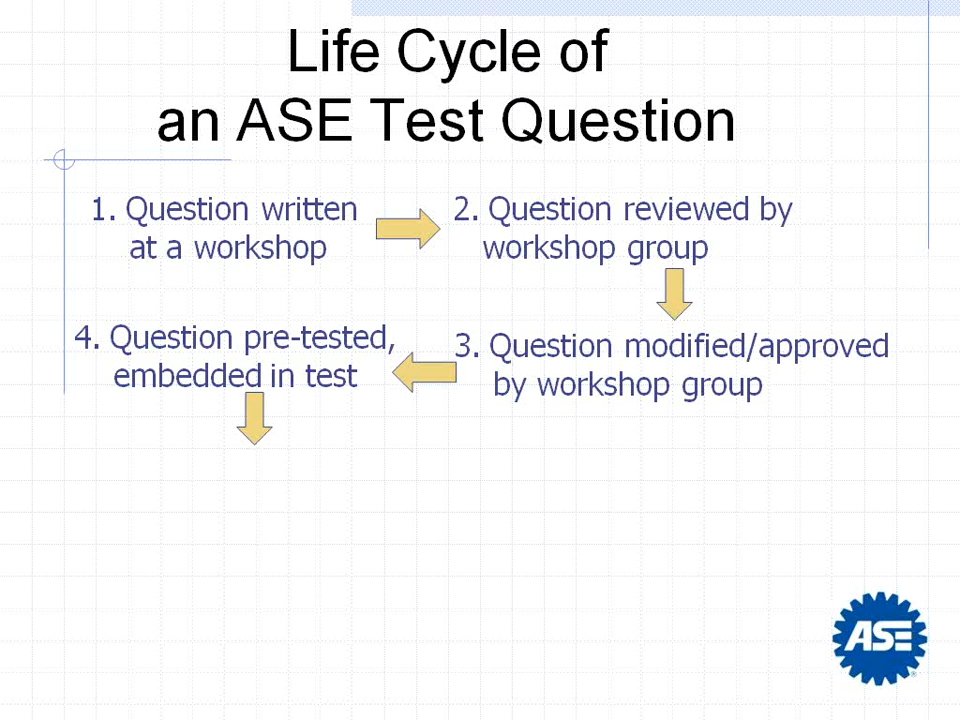 Life Cycle of
an ASE Test Question
1. Question written
at a workshop
2. Question reviewed by
workshop group
3. Question modified/approved
by workshop group
4. Question pre-tested,
embedded in test
ASE